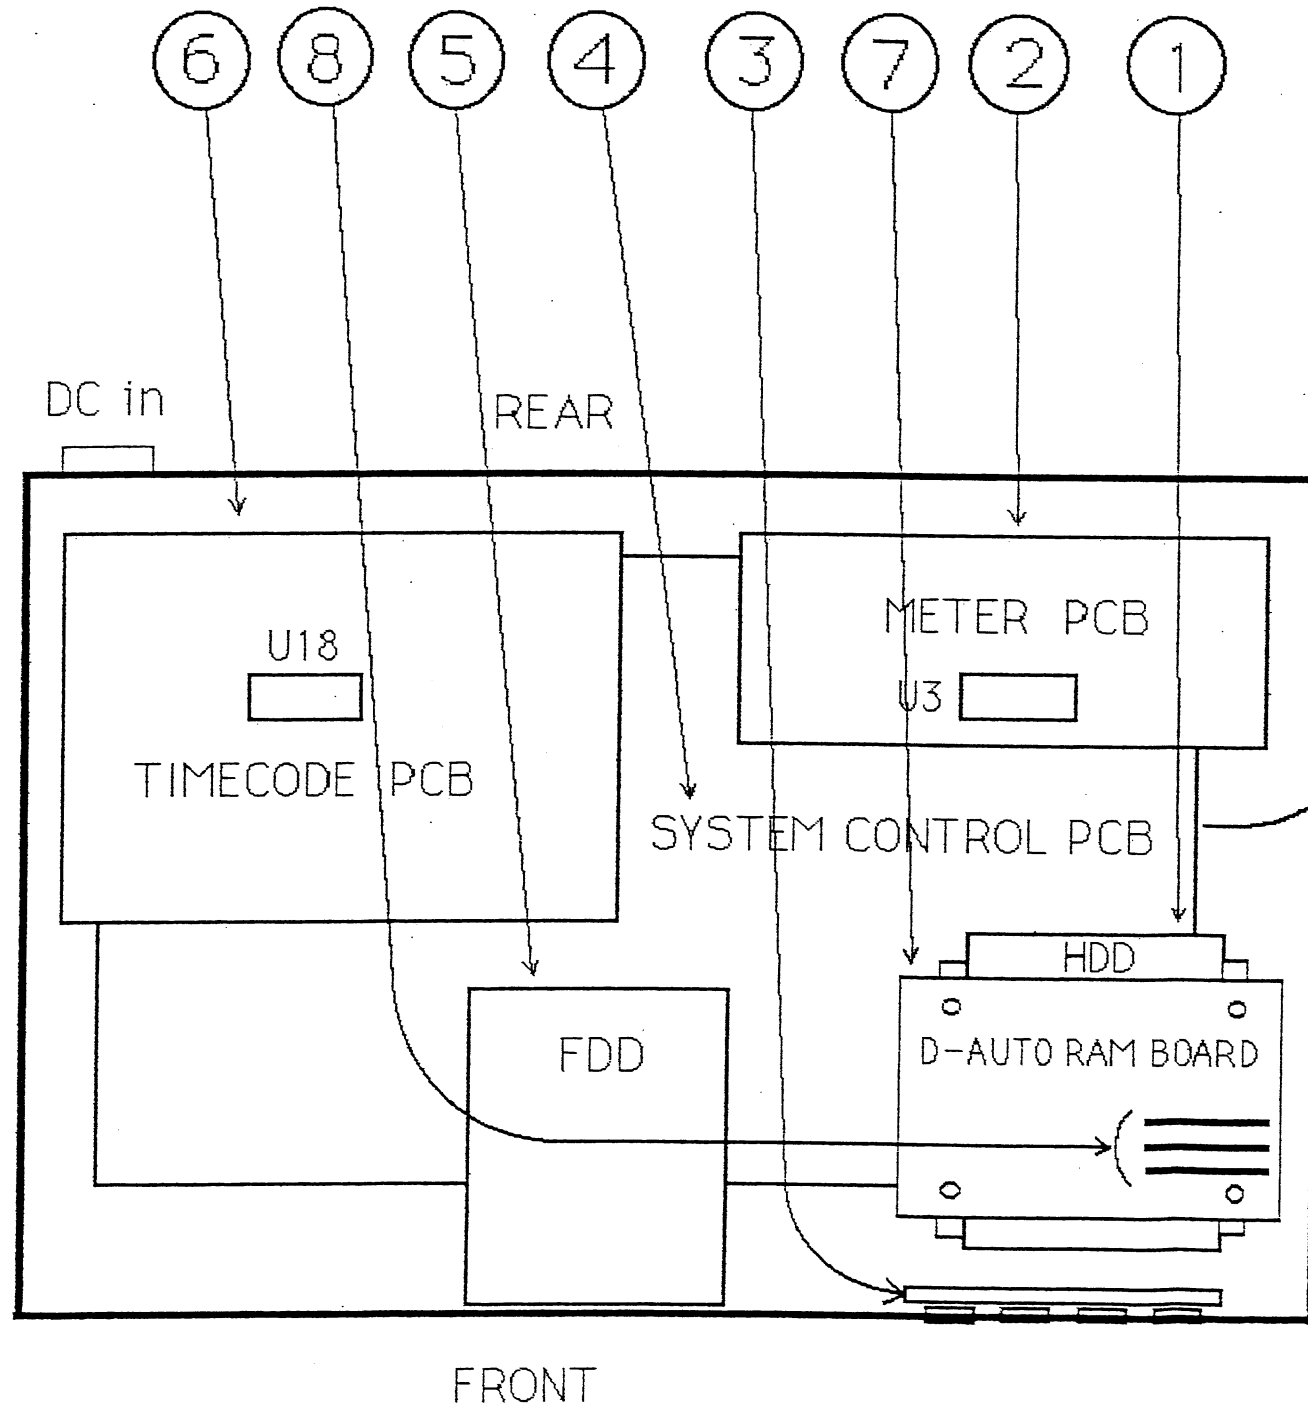 6 8 5 4 3 7 2 1
DC in
REAR
METER PCB
U18
U3
TIMECODE PCB
SYSTEM CONTROL PCB
HDD
FDD
D-AUTO RAM BOARD
FRONT